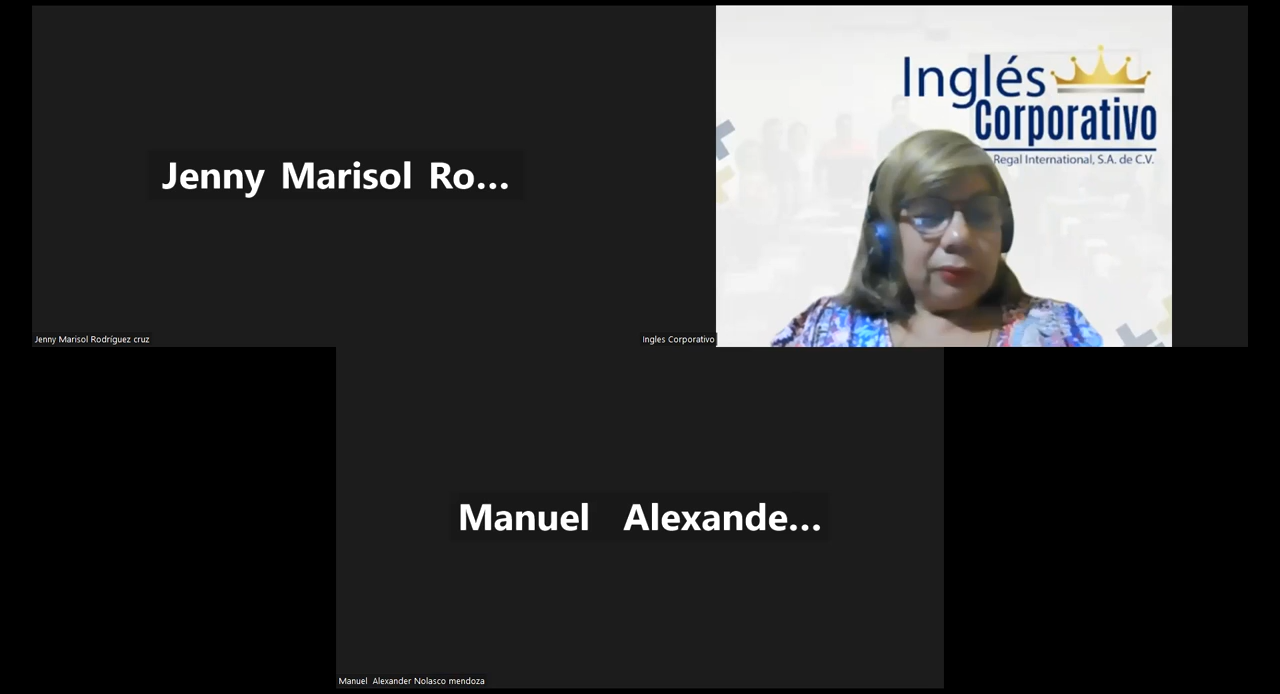 Jenny Marisol Ro...
Jenny Marisol Rodríguez cruz
Inglés
Corporativo
Regal International, S.A. de C.V.
Ingles Corporativo
Manuel Alexande...
Manuel Alexander Nolasco mendoza